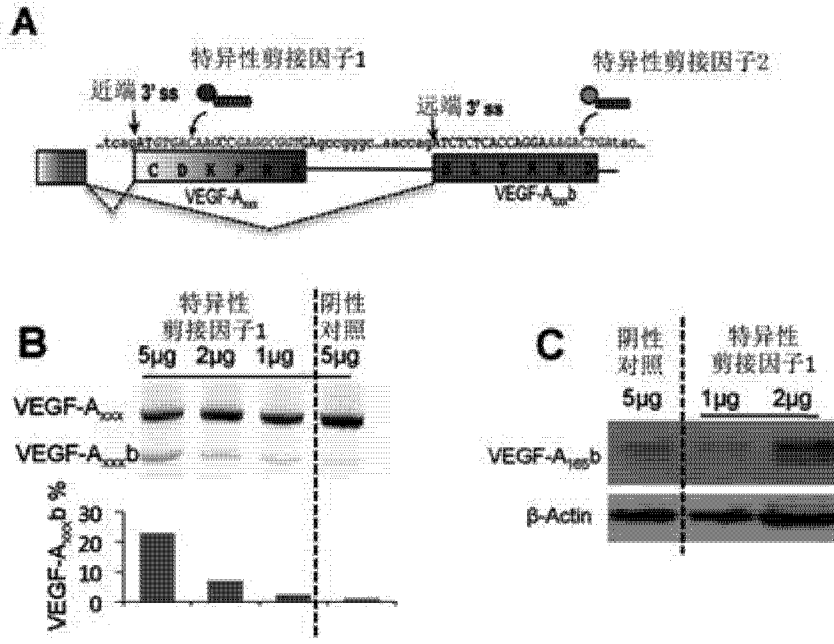 A
特异性剪接因子1
特异性剪接因子2
近端 3' ss
远端 3' ss
C D K P
VEGF-Axxx
VEGF-Axxxb
B
特异性
剪接因子1
阴性
对照
5μg 2μg 1μg 5μg
VEGF-Axxx
VEGF-Axxxb
VEGF-Axxxb %
30
20
10
0
C
阴性
对照
特异性
剪接因子1
5μg 1μg 2μg
VEGF-A165b
β-Actin